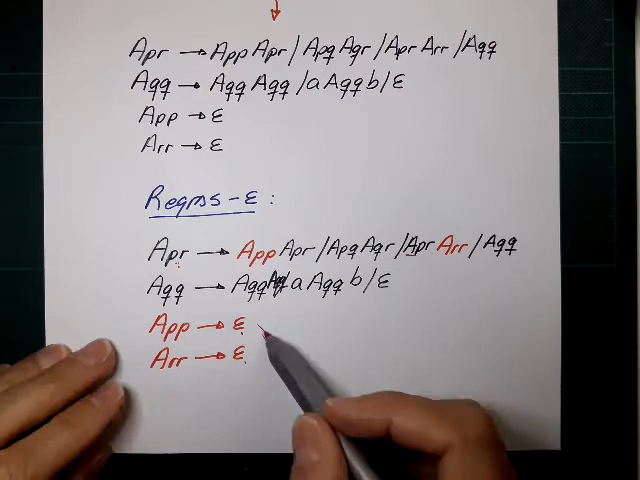 Apr → App Apr / Apq Aqr / Apr Arr / Aqq
Aqq → Aqq Aqq / a Aqq b / ε
App → ε
Arr → ε
Regras - ε :
Apr → App Apr / Apq Aqr / Apr Arr / Aqq
Aqq → Aqq / a Aqq b / ε
App → ε
Arr → ε